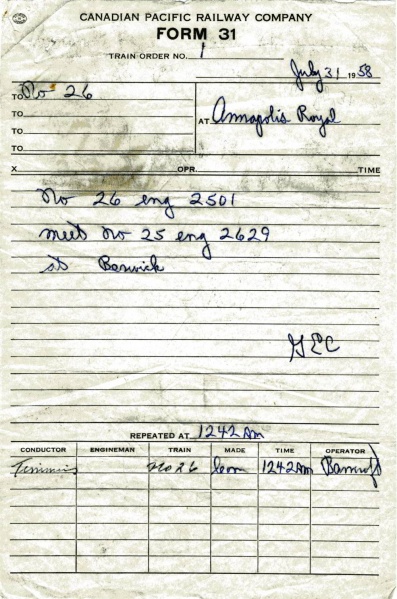 CANADIAN PACIFIC RAILWAY COMPANY
FORM 31
TRAIN ORDER NO. 1
July 31 1958
TO No 26
TO
AT Annapolis Royal
TO
TO
X OPR. TIME
No 26 eng 2501
meet No 25 eng 2629
at Berwick
GEC
REPEATED AT 1242 AM
CONDUCTOR ENGINEMAN TRAIN MADE TIME OPERATOR
Timmins No 26 Com 1242AM